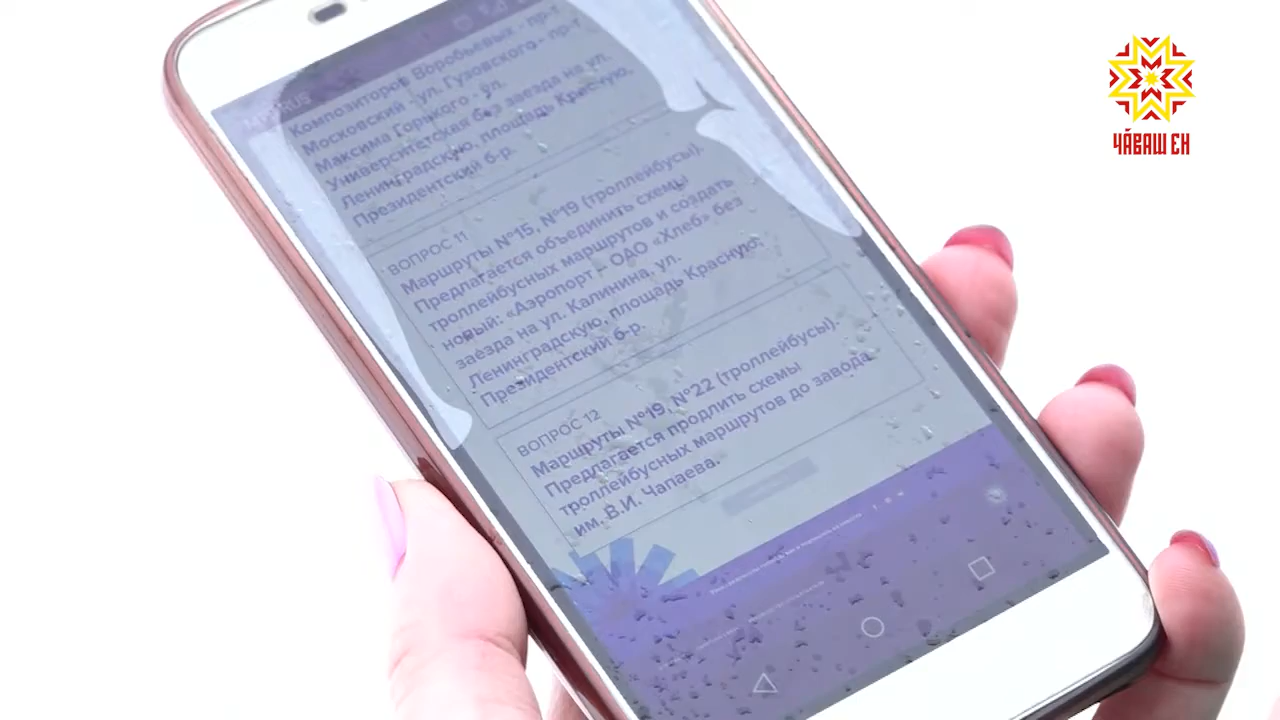 Композиторов Воробьевых - пр-т
Московский - ул. Гузовского - пр-т
Максима Горького - ул.
Университетская без заезда на ул.
Ленинградскую, площадь Красную,
Президентский б-р.
ВОПРОС 11
Маршруты №15, №19 (троллейбусы).
Предлагается объединить схемы
троллейбусных маршрутов и создать
новый: «Аэропорт – ОАО «Хлеб» без
заезда на ул. Калинина, ул.
Ленинградскую, площадь Красную,
Президентский б-р.
ВОПРОС 12
Маршруты №19, №22 (троллейбусы).
Предлагается продлить схемы
троллейбусных маршрутов до завода
им. В.И. Чапаева.
ЧӐВАШ ЕН